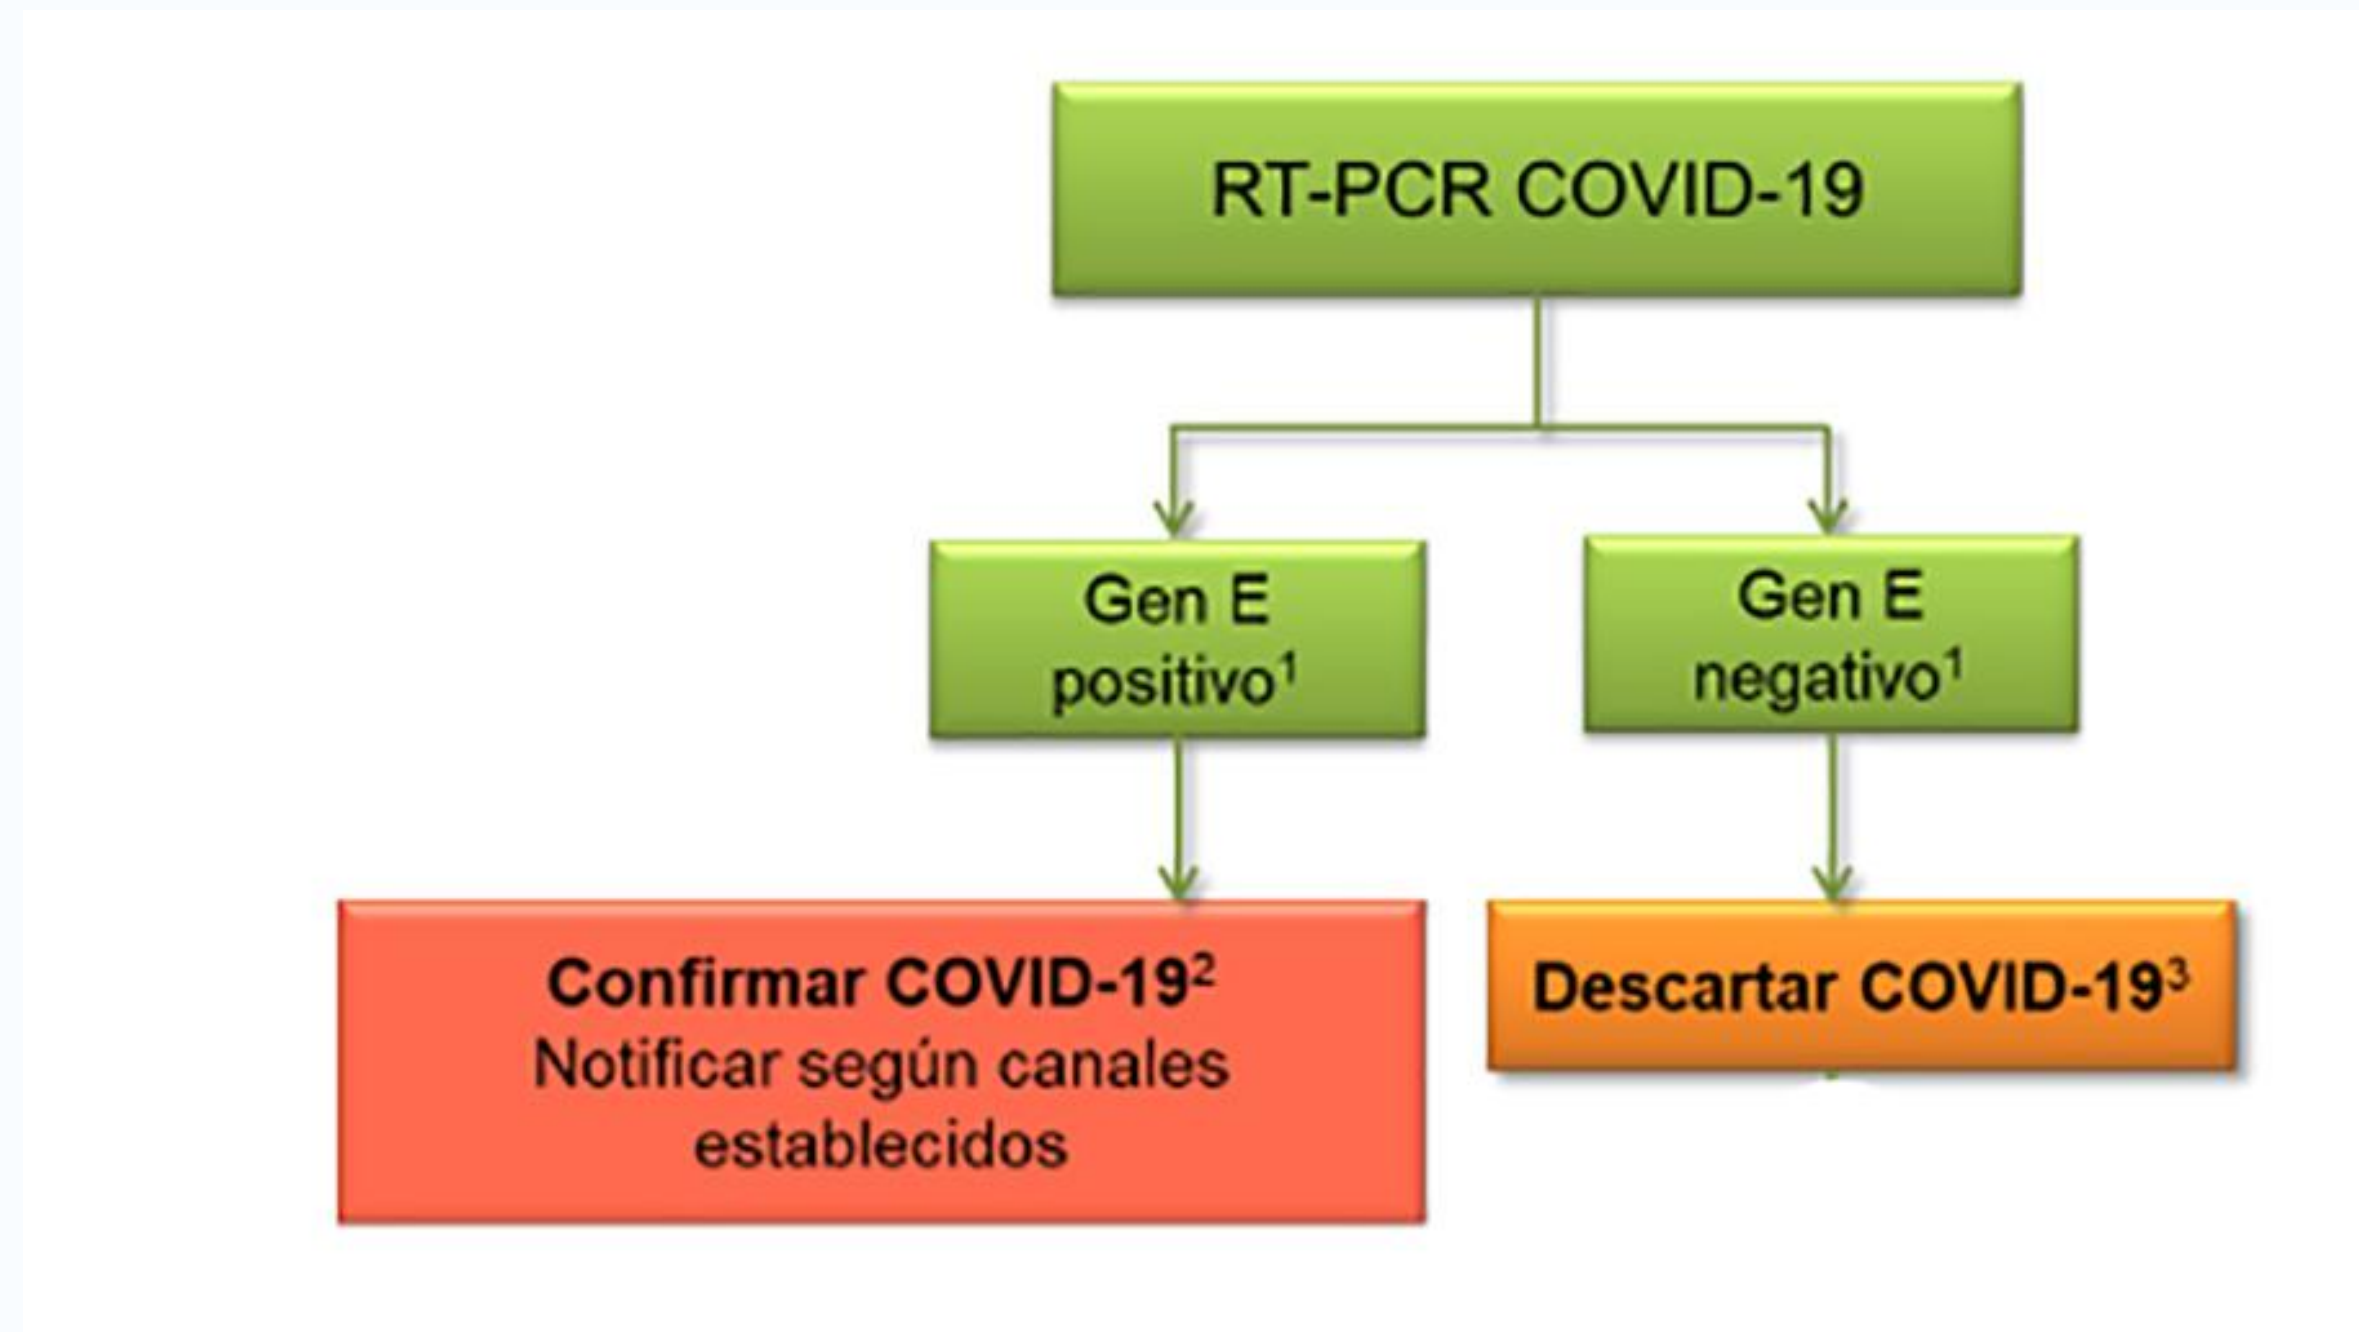 RT-PCR COVID-19
Gen E
positivo¹
Gen E
negativo¹
Confirmar COVID-19²
Notificar según canales
establecidos
Descartar COVID-19³